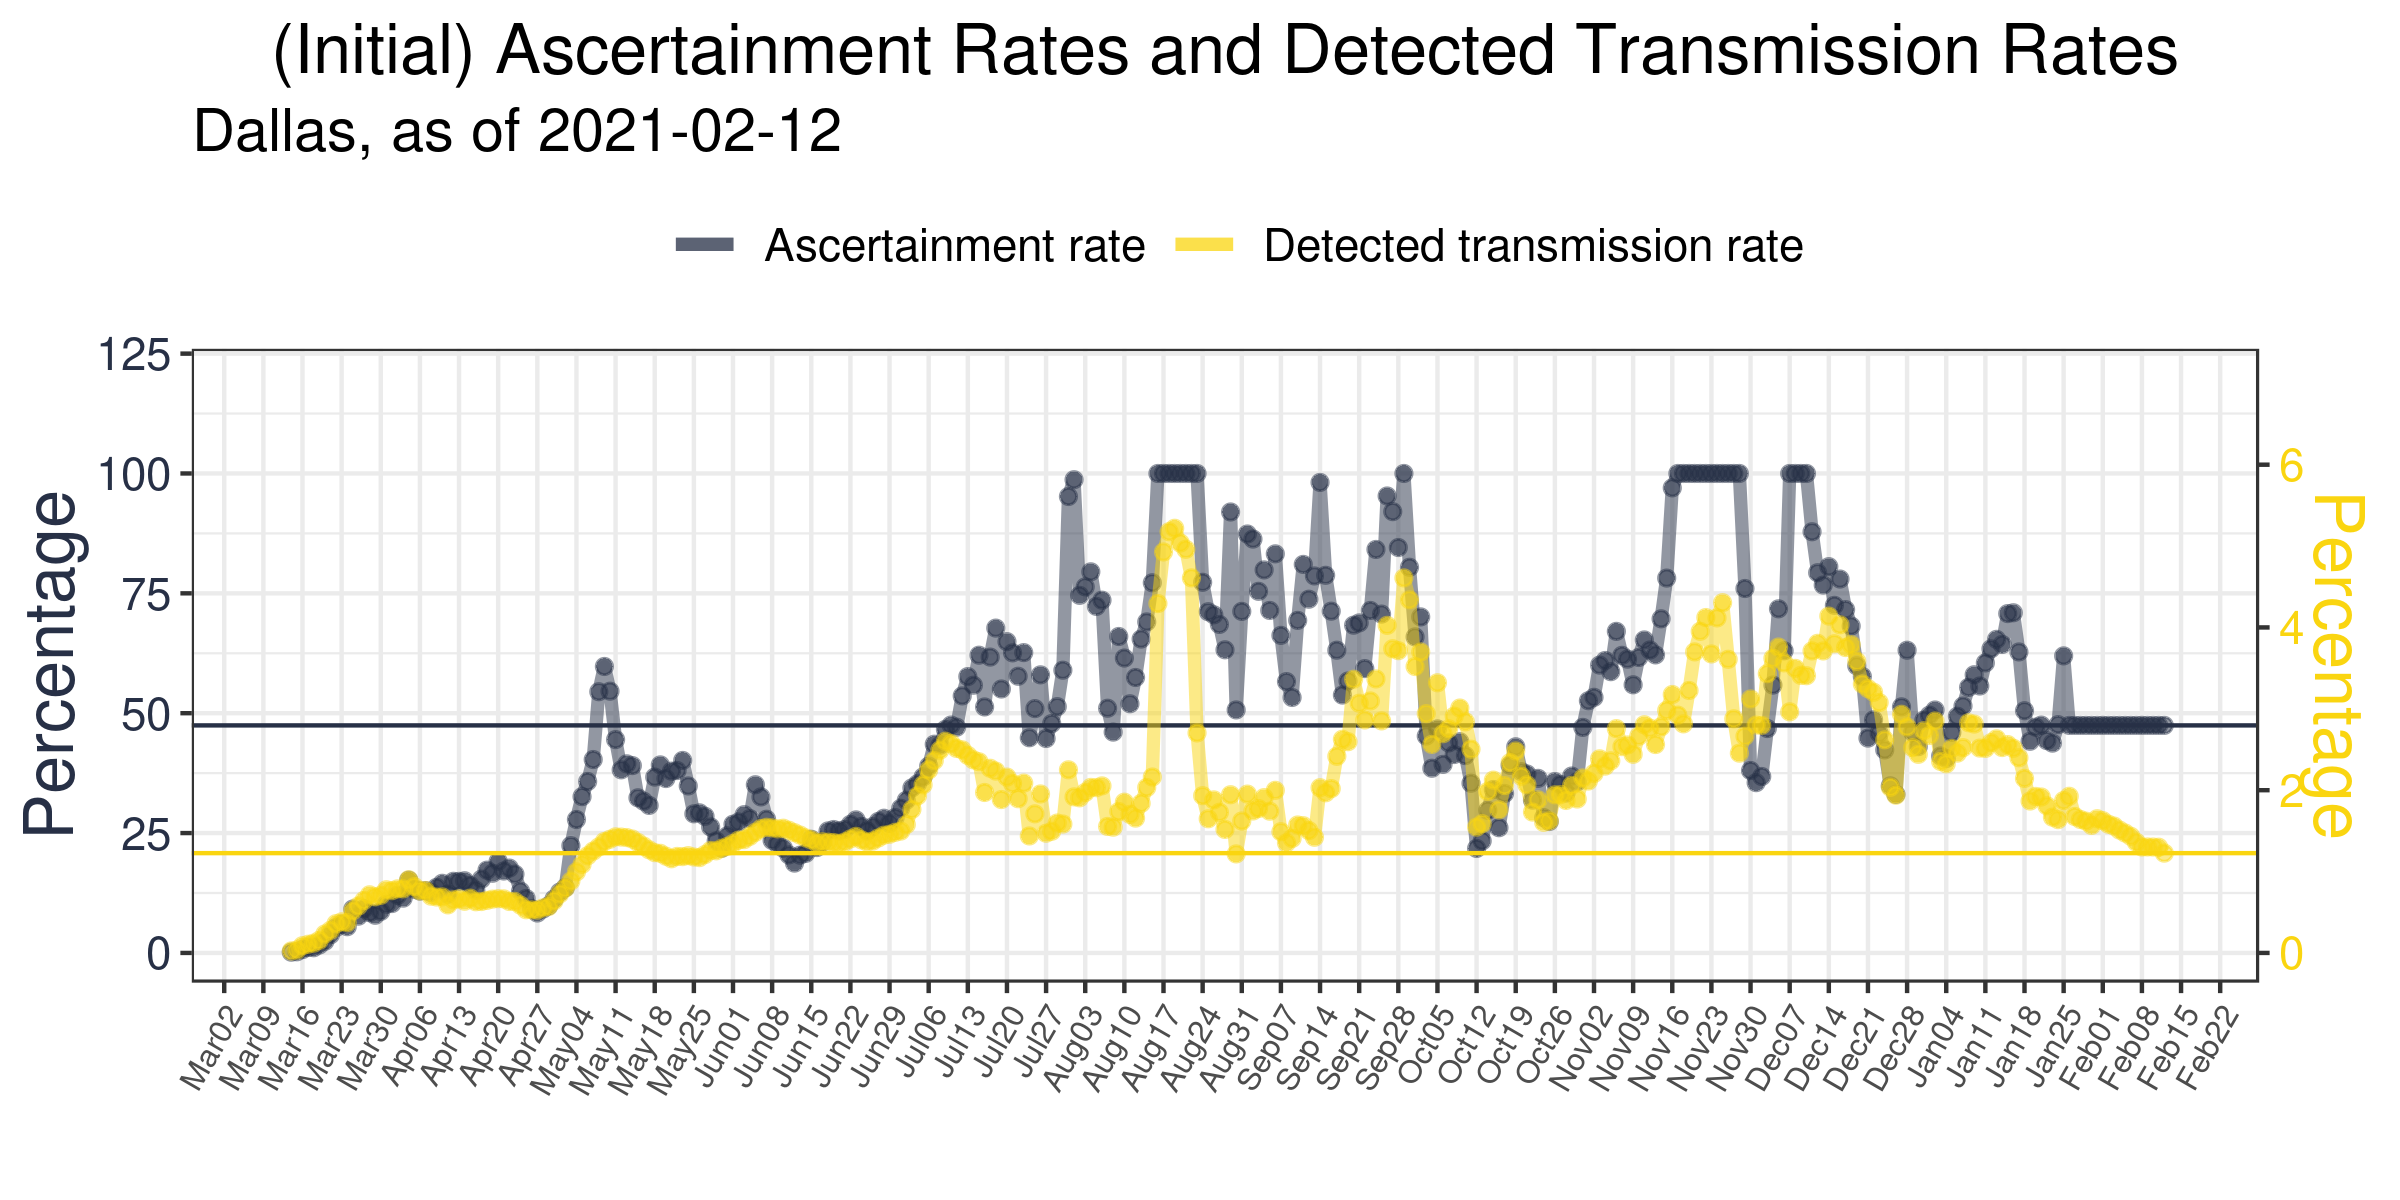 (Initial) Ascertainment Rates and Detected Transmission Rates
Dallas, as of 2021-02-12
Ascertainment rate
Detected transmission rate
Percentage
125
100
75
50
25
0
6
4
2
0
Percentage
Mar02
Mar09
Mar16
Mar23
Mar30
Apr06
Apr13
Apr20
Apr27
May04
May11
May18
May25
Jun01
Jun08
Jun15
Jun22
Jun29
Jul06
Jul13
Jul20
Jul27
Aug03
Aug10
Aug17
Aug24
Aug31
Sep07
Sep14
Sep21
Sep28
Oct05
Oct12
Oct19
Oct26
Nov02
Nov09
Nov16
Nov23
Nov30
Dec07
Dec14
Dec21
Dec28
Jan04
Jan11
Jan18
Jan25
Feb01
Feb08
Feb15
Feb22